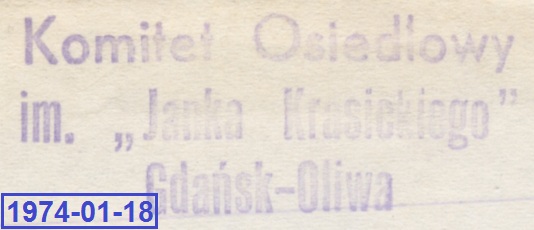 Komitet Osiedlowy
im. „Janka Krasickiego”
Gdańsk-Oliwa
1974-01-18